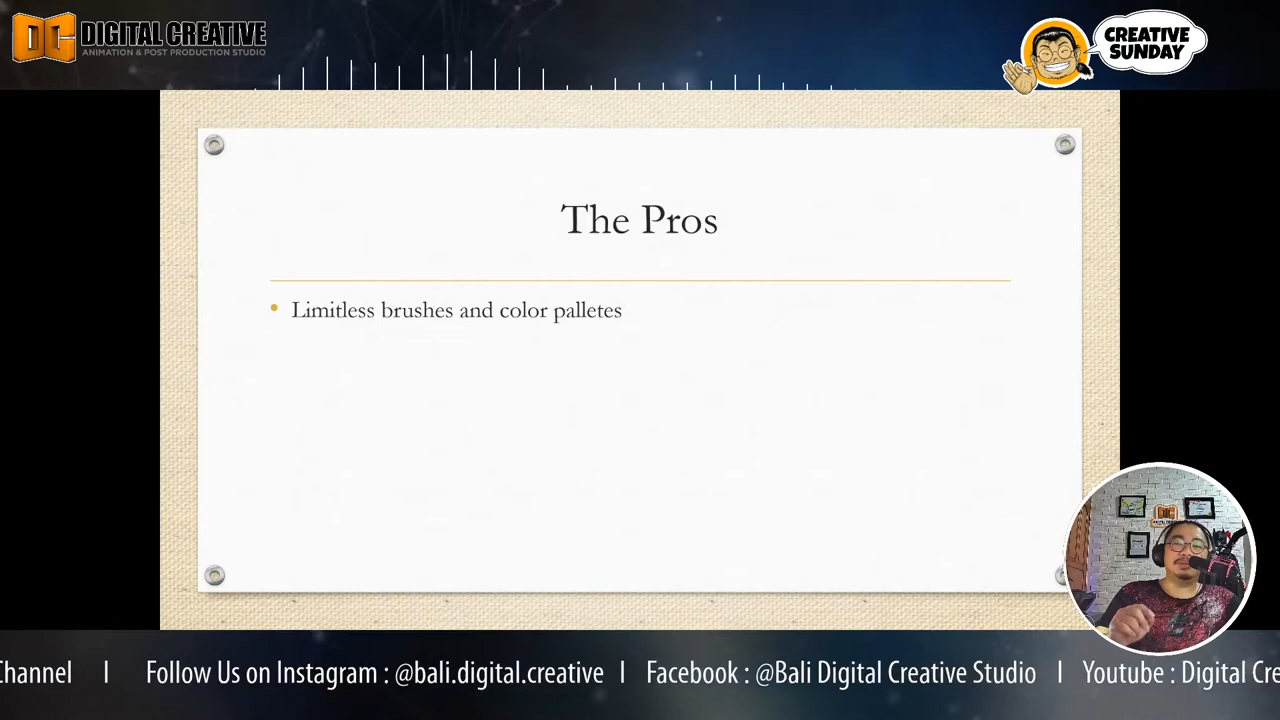 DIGITAL CREATIVE
ANIMATION & POST PRODUCTION STUDIO
CREATIVE
SUNDAY
The Pros
• Limitless brushes and color palletes
Channel I Follow Us on Instagram : @bali.digital.creative I Facebook : @Bali Digital Creative Studio I Youtube : Digital Cre